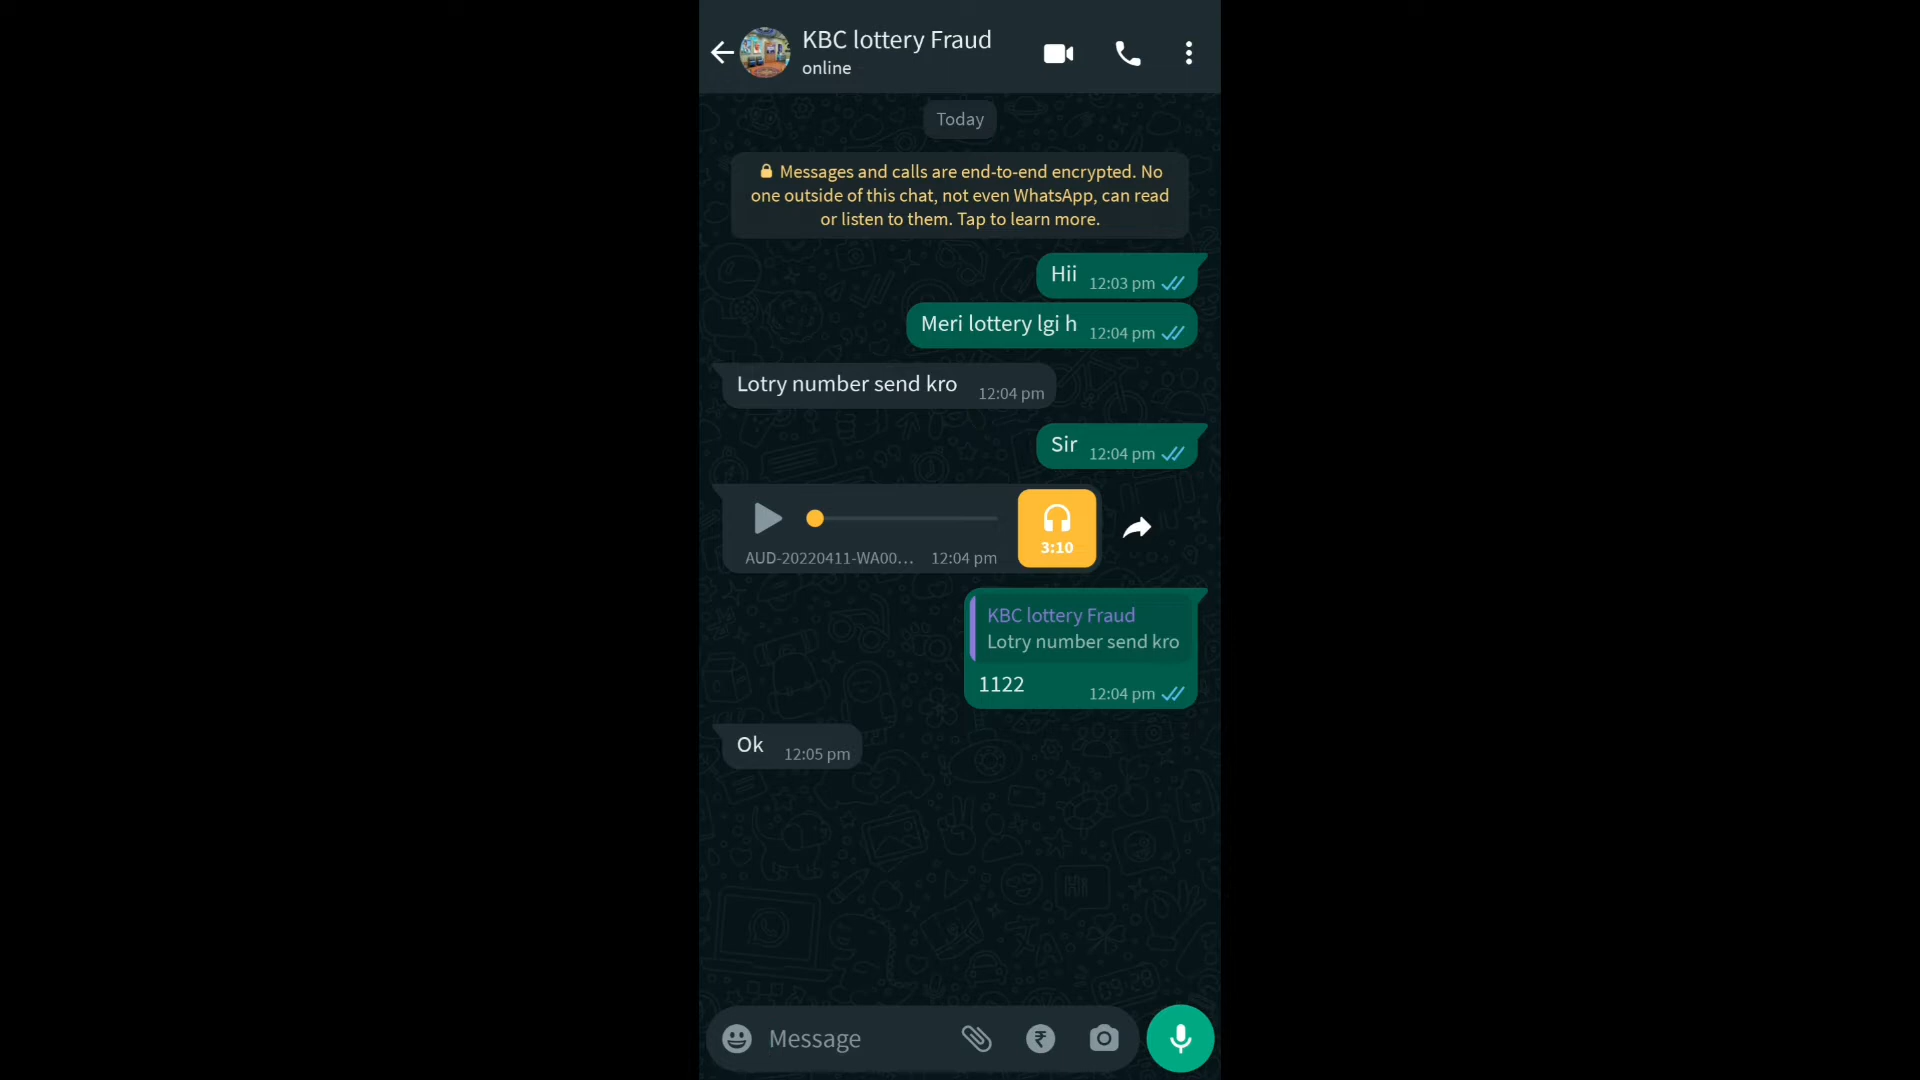 KBC lottery Fraud
online
Today
Messages and calls are end-to-end encrypted. No
one outside of this chat, not even WhatsApp, can read
or listen to them. Tap to learn more.
Hii 12:03 pm
Meri lottery lgi h 12:04 pm
Lotry number send kro 12:04 pm
Sir 12:04 pm
3:10
AUD-20220411-WA00... 12:04 pm
KBC lottery Fraud
Lotry number send kro
1122 12:04 pm
Ok 12:05 pm
Message